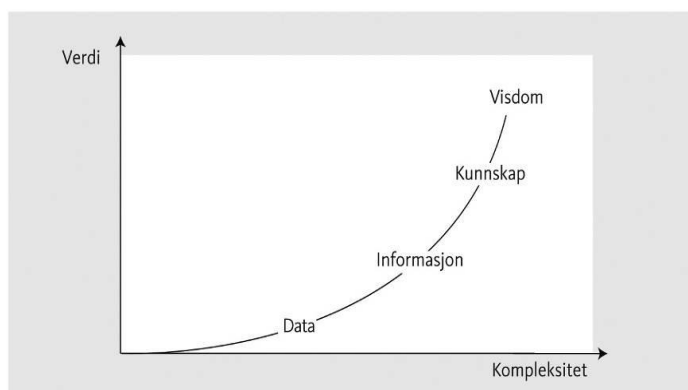 Verdi
Visdom
Kunnskap
Informasjon
Data
Kompleksitet